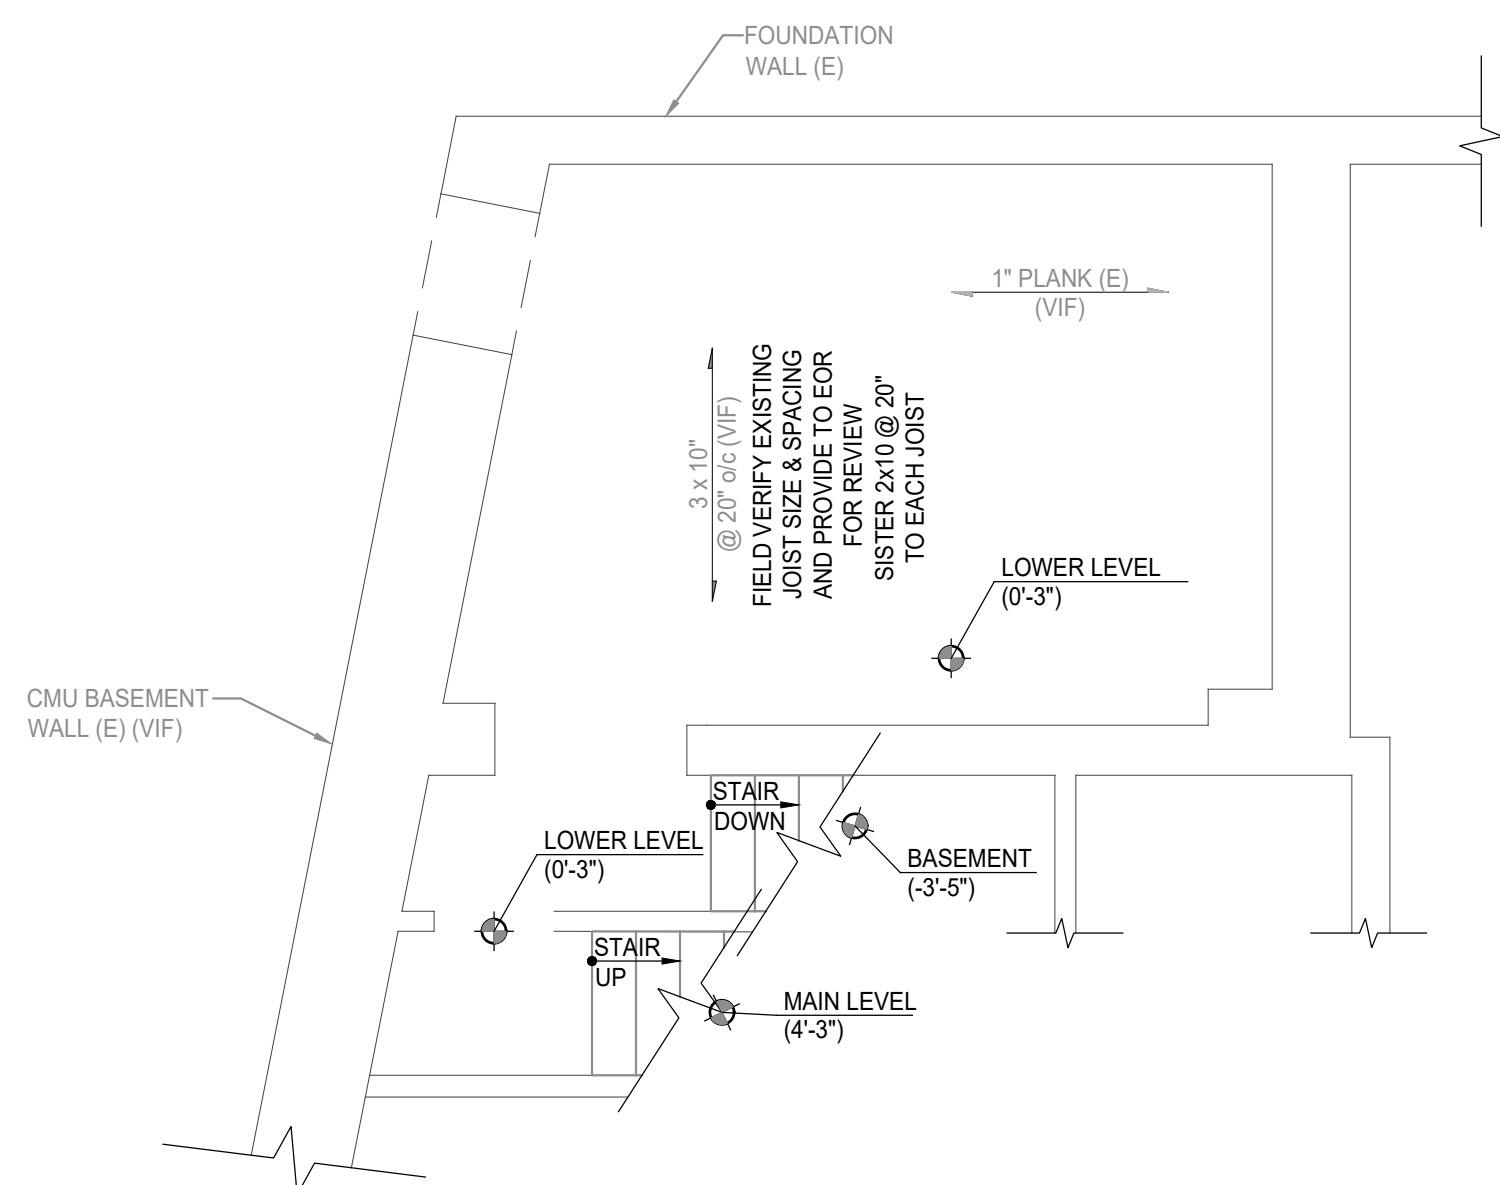 FOUNDATION
WALL (E)
1" PLANK (E)
(VIF)
3 x 10"
@ 20" o/c (VIF)
FIELD VERIFY EXISTING
JOIST SIZE & SPACING
AND PROVIDE TO EOR
FOR REVIEW
SISTER 2x10 @ 20"
TO EACH JOIST
LOWER LEVEL
(0'-3")
CMU BASEMENT
WALL (E) (VIF)
STAIR
DOWN
LOWER LEVEL
(0'-3")
BASEMENT
(-3'-5")
STAIR
UP
MAIN LEVEL
(4'-3")